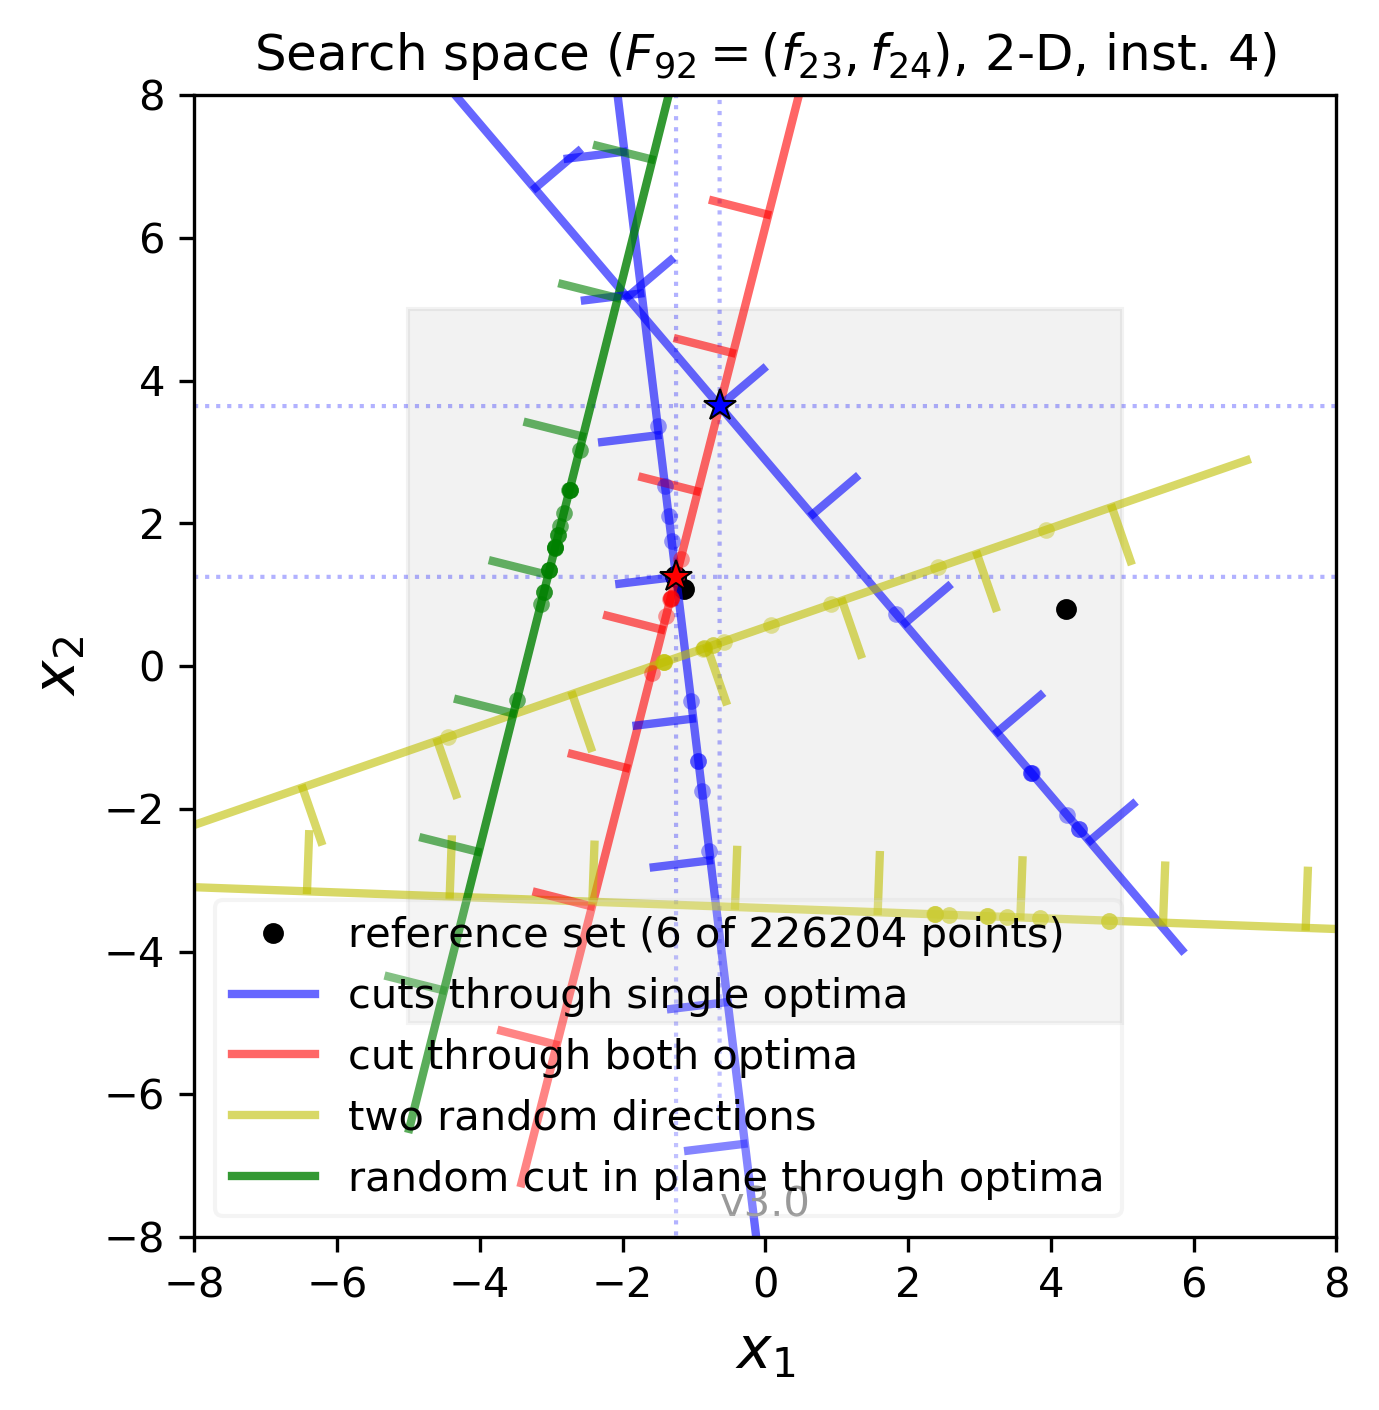 Search space (F₉₂ = (f₂₃, f₂₄), 2-D, inst. 4)
8
6
4
2
0
−2
−4
−6
−8
x₂
reference set (6 of 226204 points)
cuts through single optima
cut through both optima
two random directions
random cut in plane through optima
v3.0
−8 −6 −4 −2 0 2 4 6 8
x₁